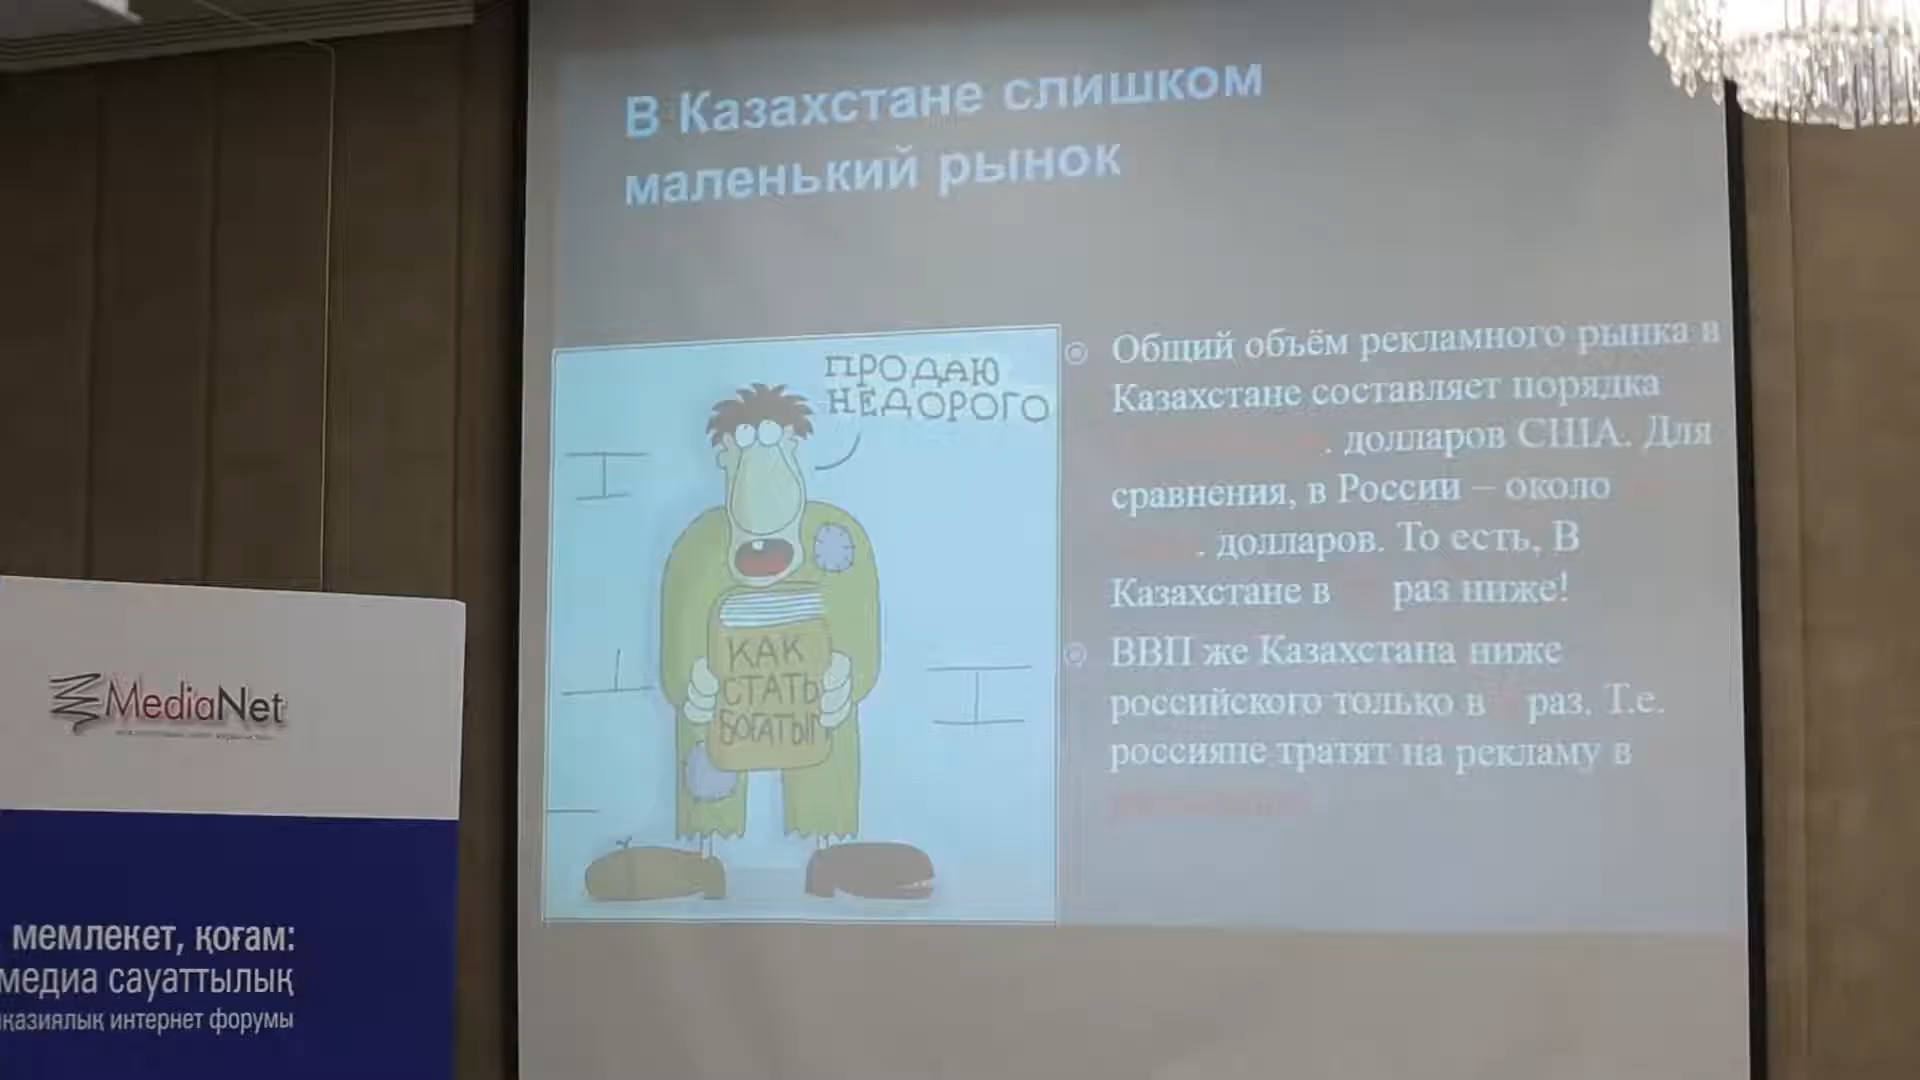 В Казахстане слишком
маленький рынок
ПРОДАЮ
НЕДОРОГО
КАК
СТАТЬ
БОГАТЫМ
Общий объём рекламного рынка в
Казахстане составляет порядка
. долларов США. Для
сравнения, в России – около
. долларов. То есть, В
Казахстане в раз ниже!
ВВП же Казахстана ниже
российского только в раз. Т.е.
россияне тратят на рекламу в
MediaNet
мемлекет, қоғам:
медиа сауаттылық
интернет форумы